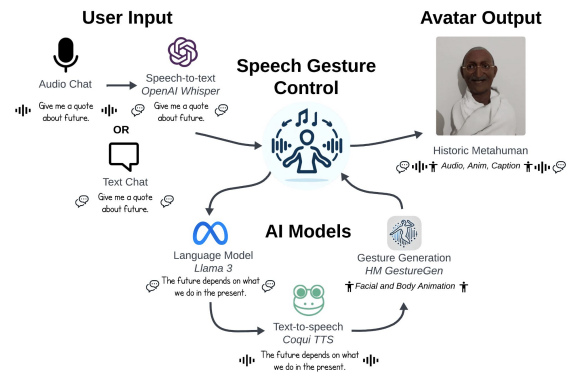 User Input
Avatar Output
Speech Gesture
Control
Audio Chat
Give me a quote
about future.
Speech-to-text
OpenAI Whisper
Give me a quote
about future.
OR
Text Chat
Give me a quote
about future.
Historic Metahuman
Audio, Anim, Caption
AI Models
Language Model
Llama 3
The future depends on what
we do in the present.
Gesture Generation
HM GestureGen
Facial and Body Animation
Text-to-speech
Coqui TTS
The future depends on what
we do in the present.